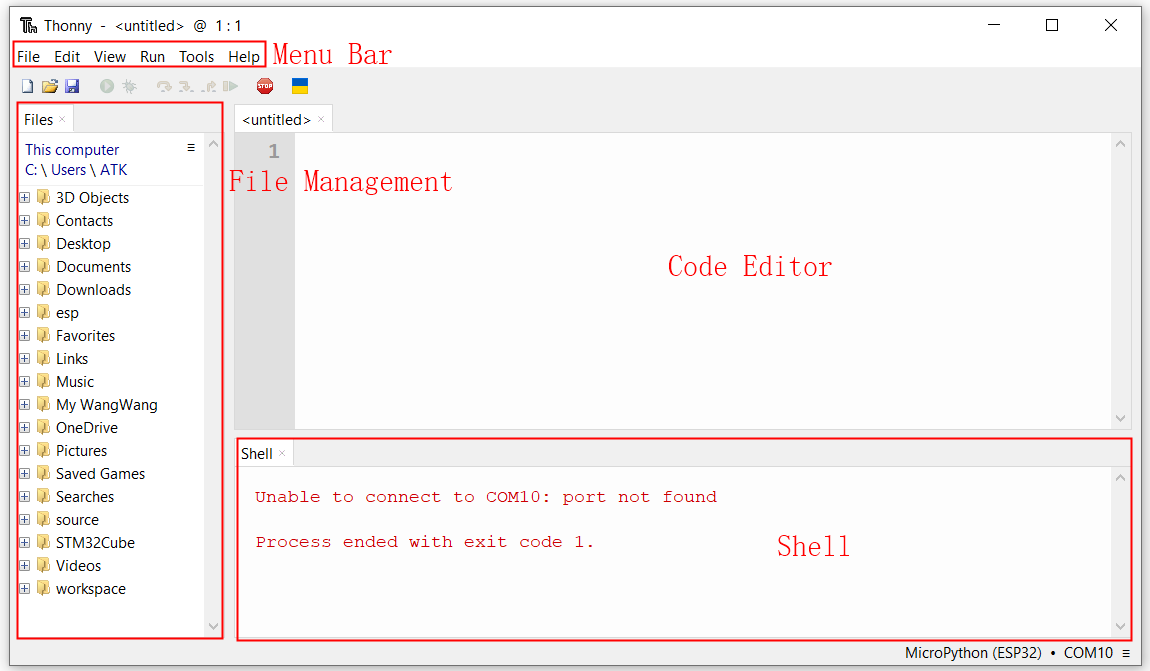 Thonny - <untitled> @ 1 : 1
File Edit View Run Tools Help Menu Bar
STOP
Files
<untitled>
This computer
C: \ Users \ ATK
1
File Management
3D Objects
Contacts
Desktop
Documents
Downloads
esp
Favorites
Links
Music
My WangWang
OneDrive
Pictures
Saved Games
Searches
source
STM32Cube
Videos
workspace
Code Editor
Shell
Unable to connect to COM10: port not found
Process ended with exit code 1.
Shell
MicroPython (ESP32) • COM10